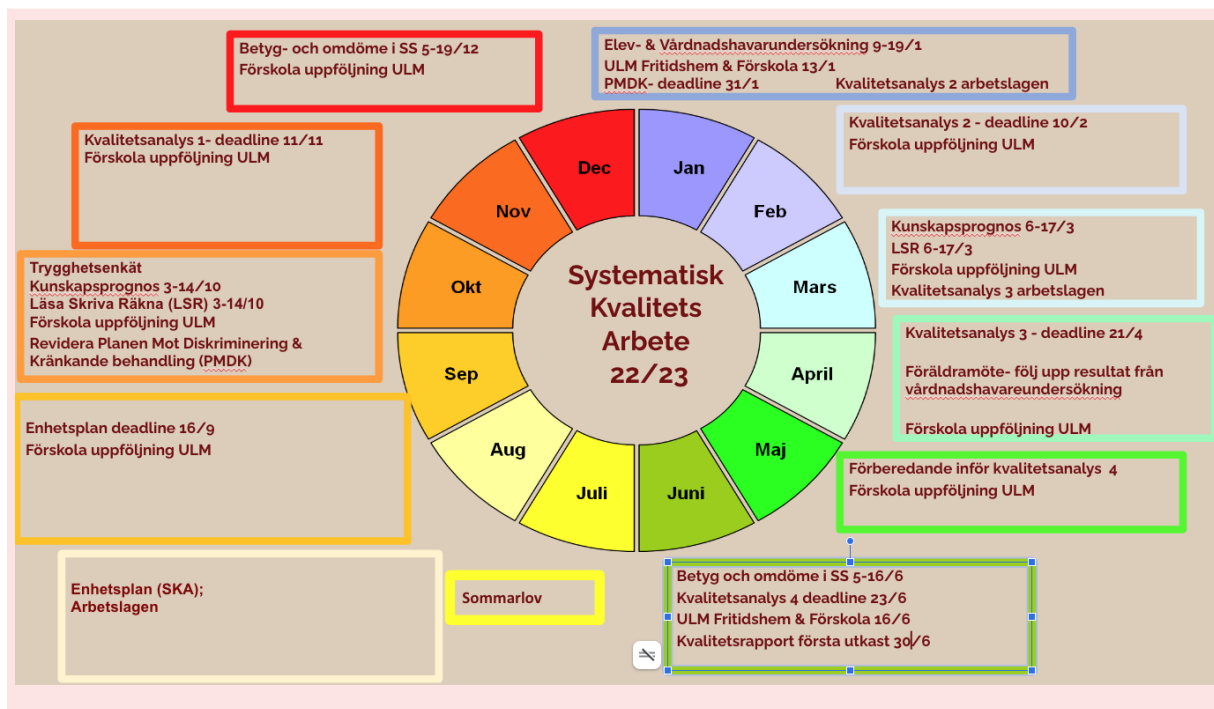 Betyg- och omdöme i SS 5-19/12
Förskola uppföljning ULM
Elev- & Vårdnadshavarundersökning 9-19/1
ULM Fritidshem & Förskola 13/1
PMDK- deadline 31/1 Kvalitetsanalys 2 arbetslagen
Kvalitetsanalys 1- deadline 11/11
Förskola uppföljning ULM
Kvalitetsanalys 2 - deadline 10/2
Förskola uppföljning ULM
Trygghetsenkät
Kunskapsprognos 3-14/10
Läsa Skriva Räkna (LSR) 3-14/10
Förskola uppföljning ULM
Revidera Planen Mot Diskriminering &
Kränkande behandling (PMDK)
Kunskapsprognos 6-17/3
LSR 6-17/3
Förskola uppföljning ULM
Kvalitetsanalys 3 arbetslagen
Enhetsplan deadline 16/9
Förskola uppföljning ULM
Kvalitetsanalys 3 - deadline 21/4
Föräldramöte- följ upp resultat från
vårdnadshavareundersökning
Förskola uppföljning ULM
Förberedande inför kvalitetsanalys 4
Förskola uppföljning ULM
Enhetsplan (SKA);
Arbetslagen
Sommarlov
Betyg och omdöme i SS 5-16/6
Kvalitetsanalys 4 deadline 23/6
ULM Fritidshem & Förskola 16/6
Kvalitetsrapport första utkast 30/6
Dec
Jan
Nov
Feb
Okt
Mars
Sep
April
Aug
Maj
Juli
Juni
Systematisk
Kvalitets
Arbete
22/23